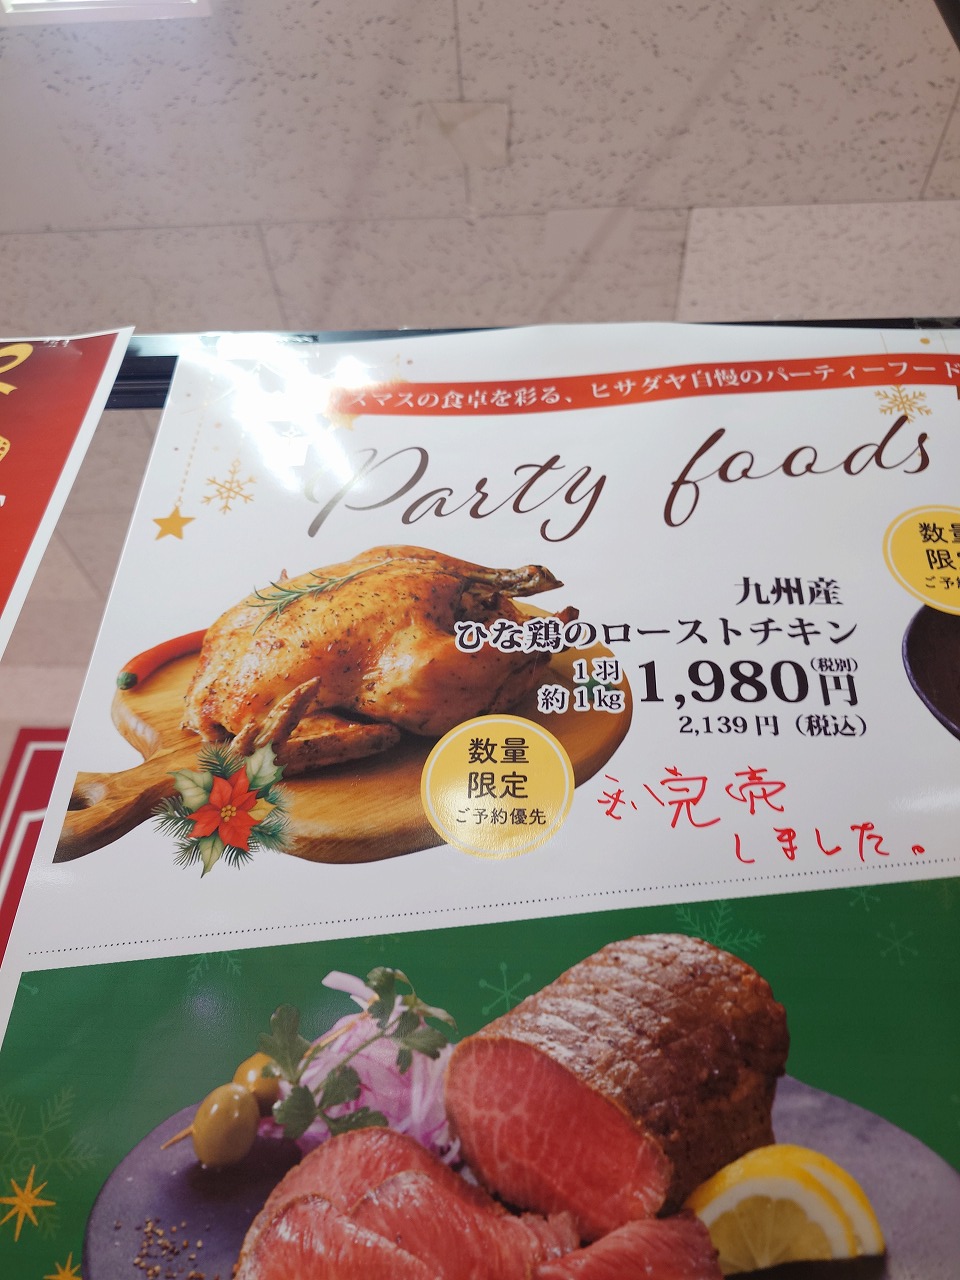 スマスの食卓を彩る、ヒサダヤ自慢のパーティーフード
Party foods
九州産
ひな鶏のローストチキン
1羽
約1kg
1,980円(税別)
2,139円（税込）
数量
限定
ご予約優先
完売
しました。
数量
限定
ご予